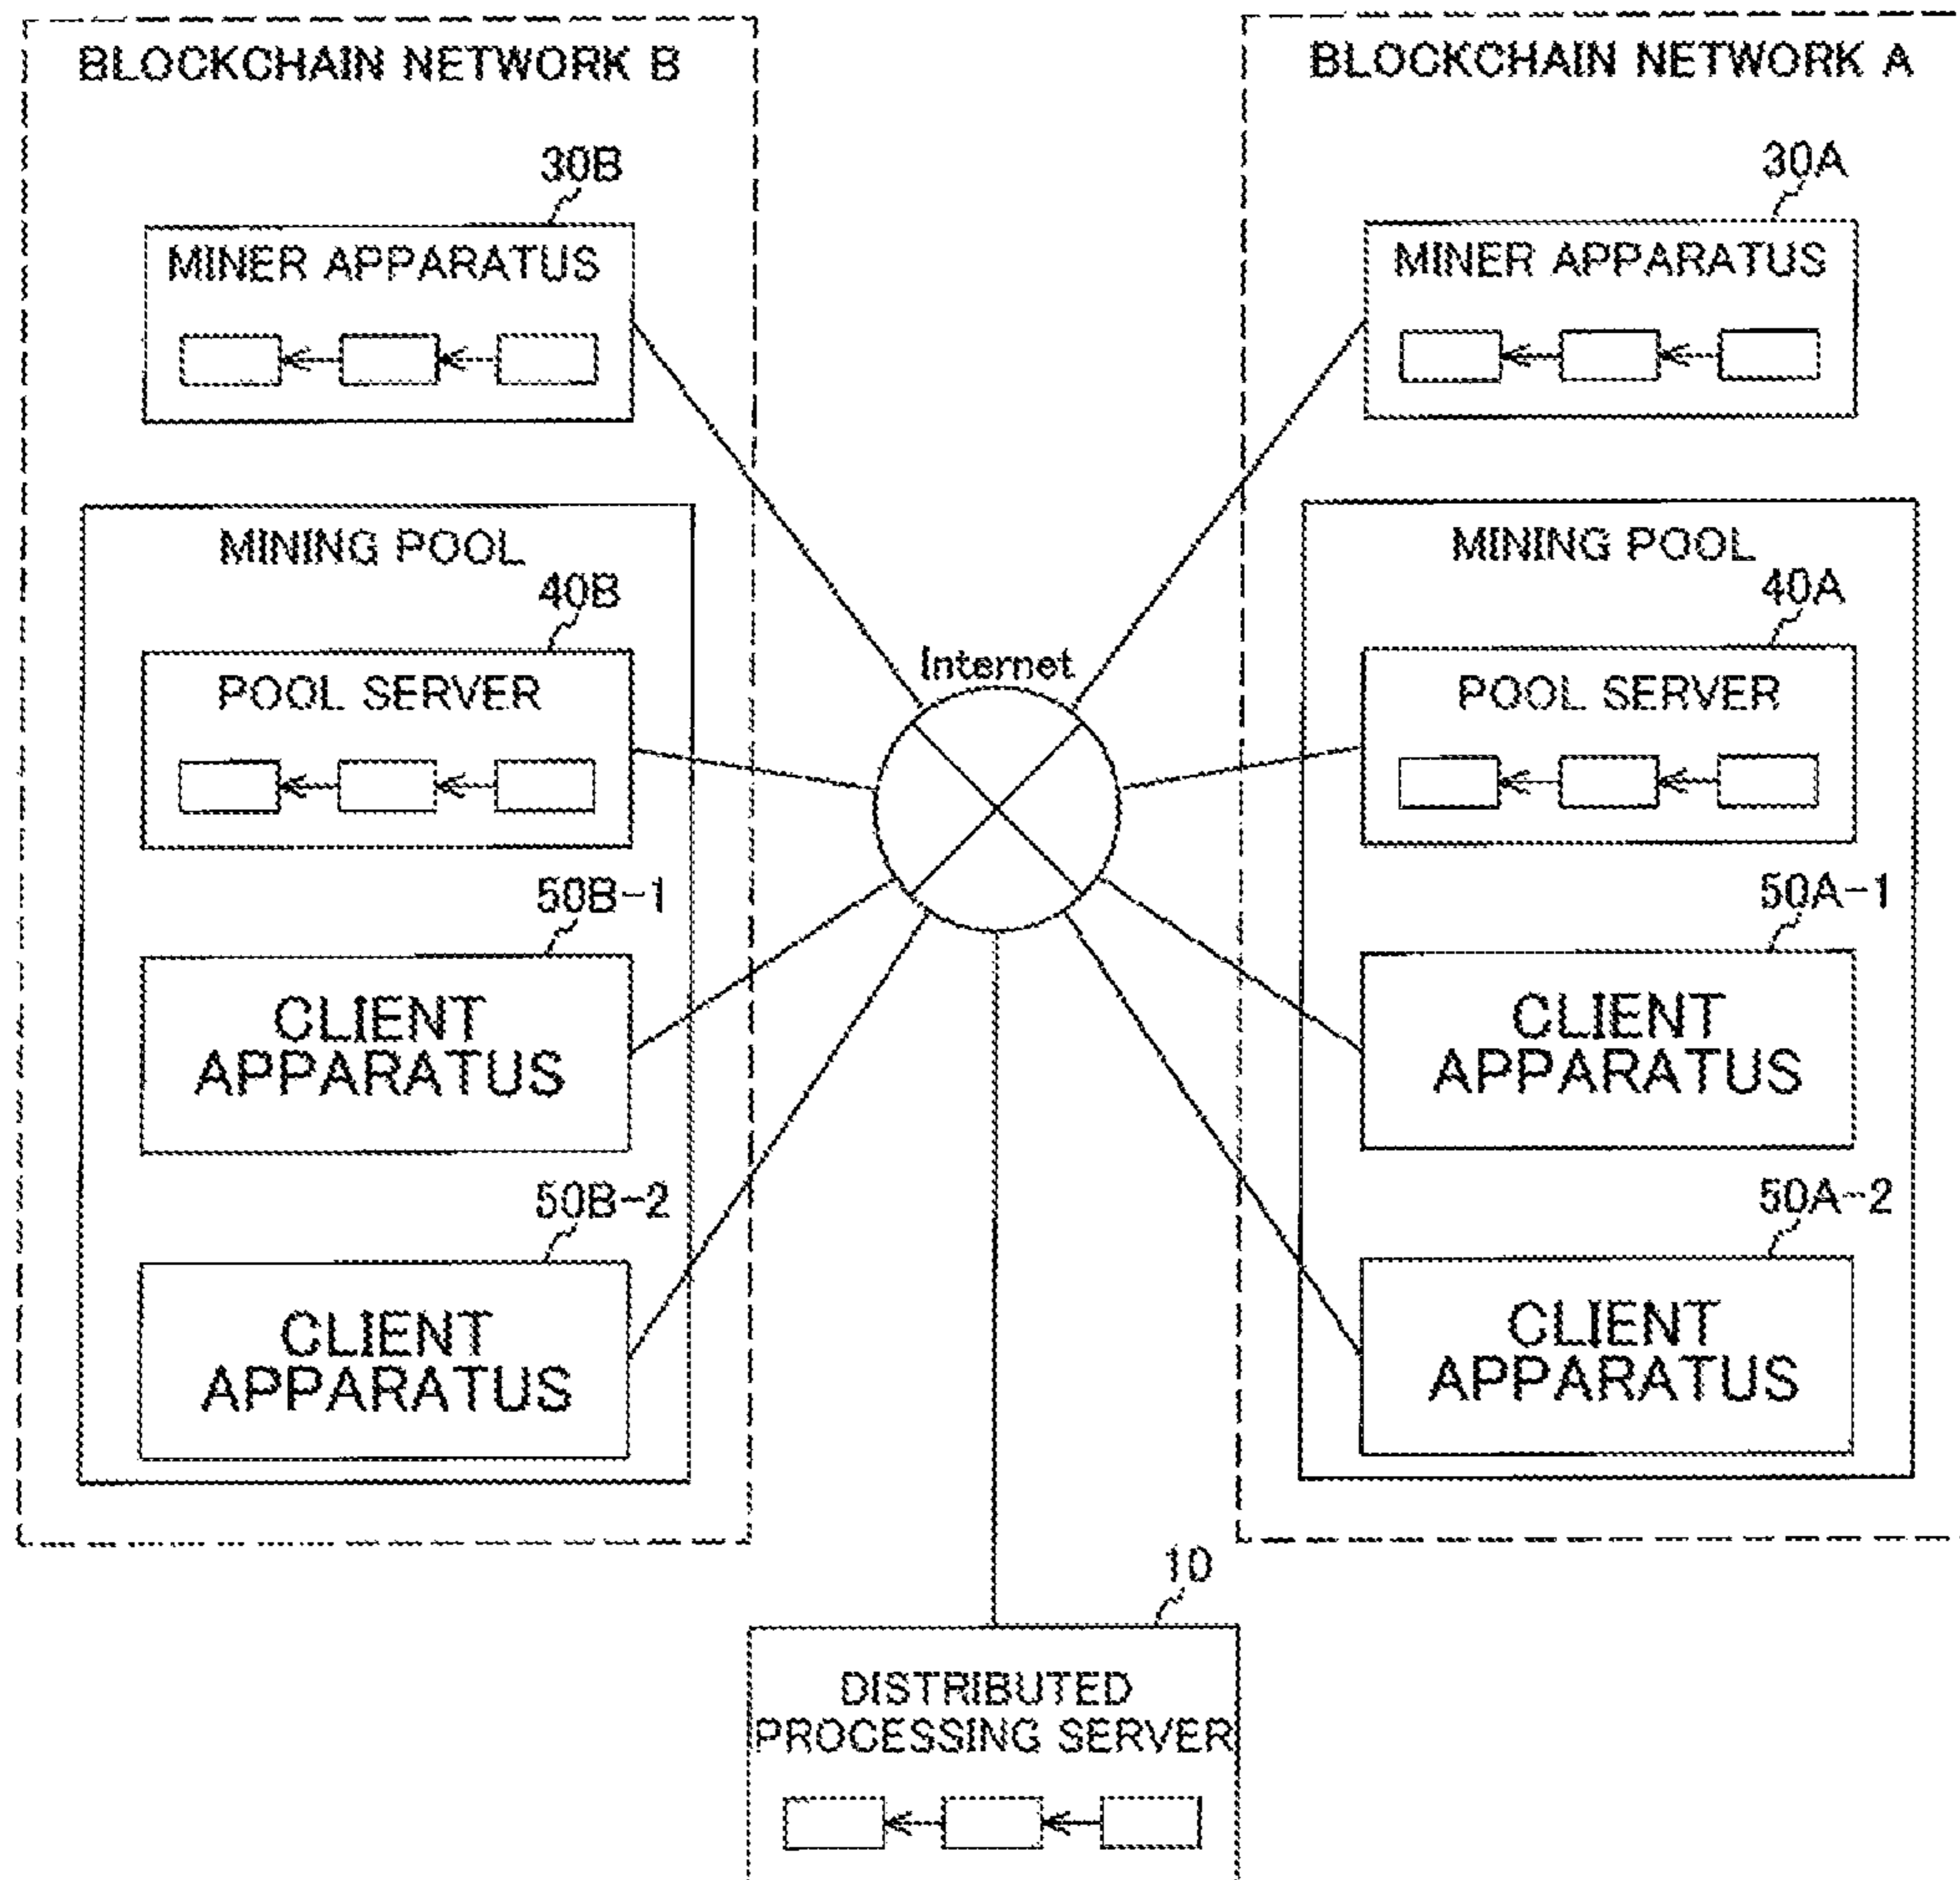 BLOCKCHAIN NETWORK B
30B
MINER APPARATUS
MINING POOL
40B
POOL SERVER
50B-1
CLIENT
APPARATUS
50B-2
CLIENT
APPARATUS
Internet
BLOCKCHAIN NETWORK A
30A
MINER APPARATUS
MINING POOL
40A
POOL SERVER
50A-1
CLIENT
APPARATUS
50A-2
CLIENT
APPARATUS
10
DISTRIBUTED
PROCESSING SERVER